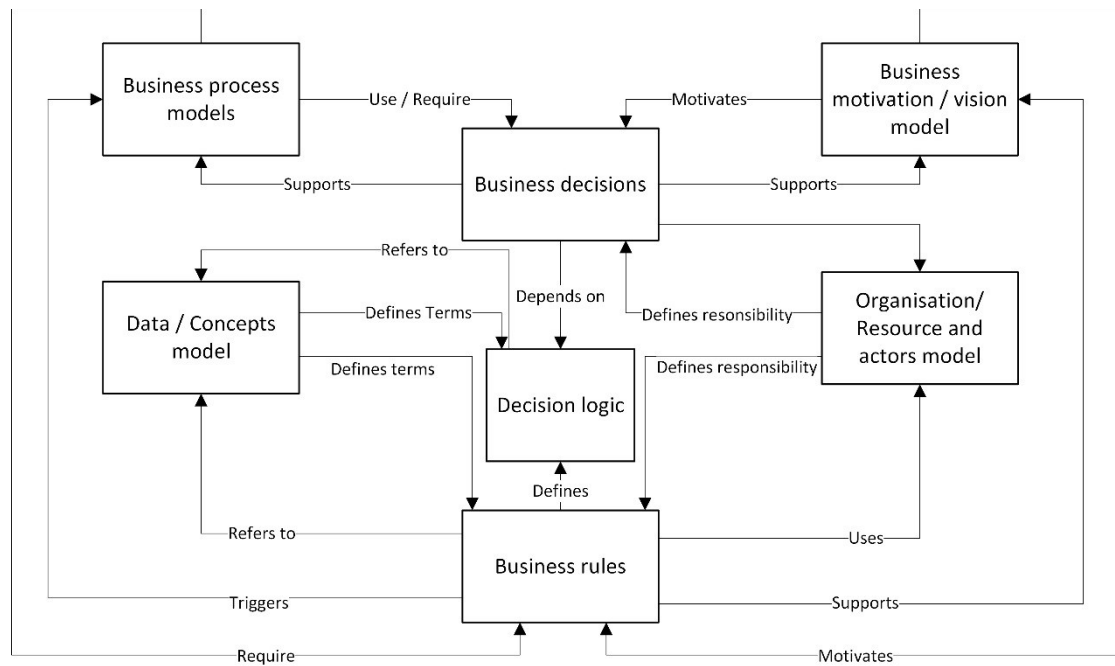 Business process
models
Use / Require
Motivates
Business
motivation / vision
model
Supports
Business decisions
Supports
Refers to
Data / Concepts
model
Defines Terms
Depends on
Defines resonsibility
Organisation/
Resource and
actors model
Defines terms
Defines responsibility
Decision logic
Defines
Refers to
Business rules
Uses
Triggers
Supports
Require
Motivates